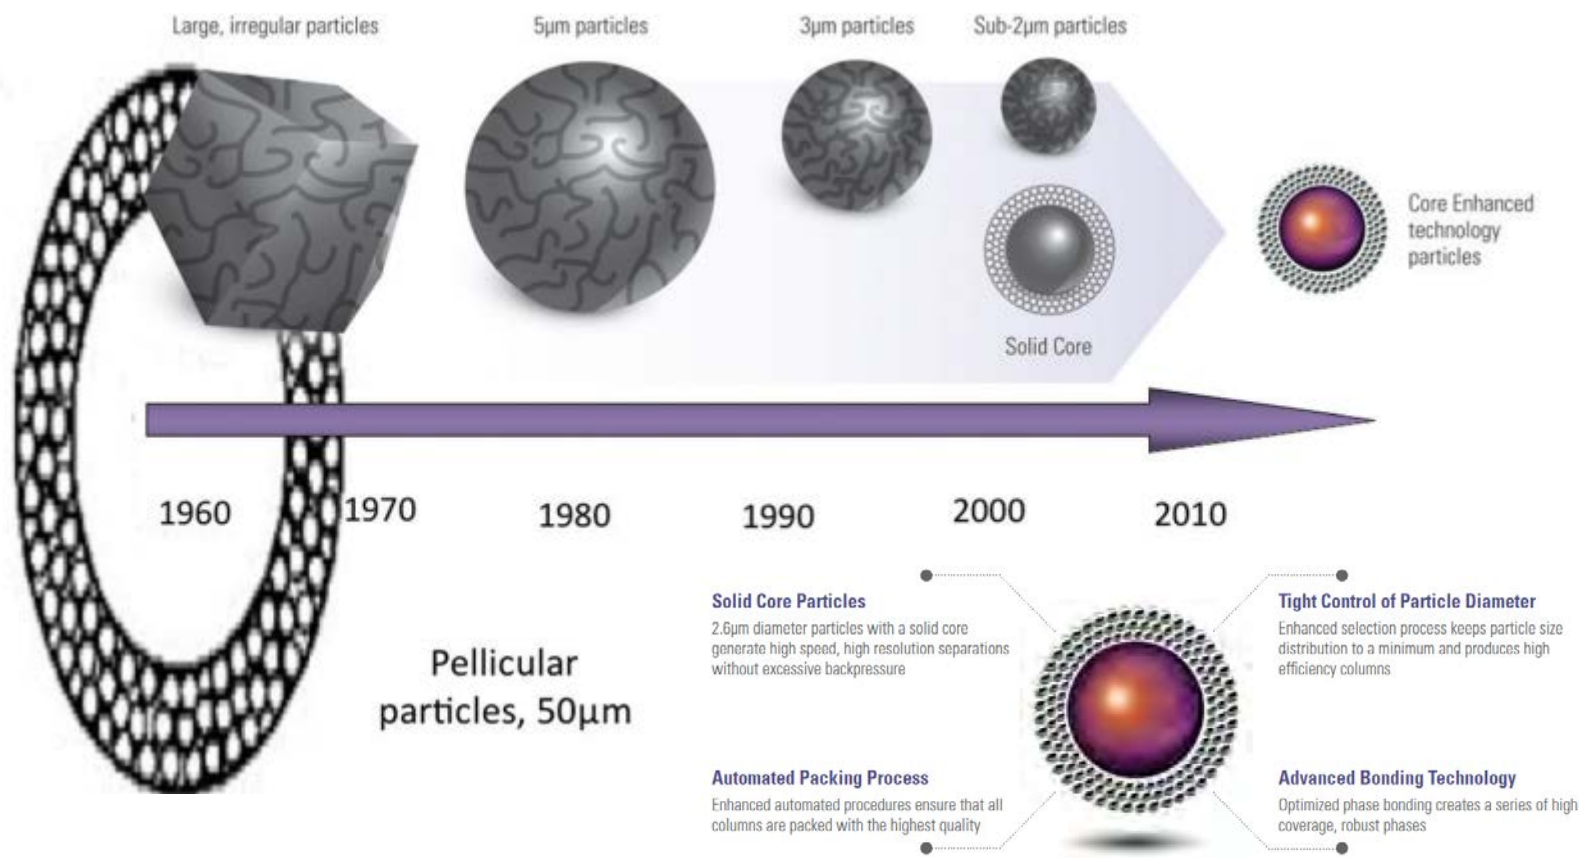 Large, irregular particles
5µm particles
3µm particles
Sub-2µm particles
Core Enhanced
technology
particles
Solid Core
1960
1970
1980
1990
2000
2010
Pellicular
particles, 50µm
Solid Core Particles
2.6µm diameter particles with a solid core
generate high speed, high resolution separations
without excessive backpressure
Tight Control of Particle Diameter
Enhanced selection process keeps particle size
distribution to a minimum and produces high
efficiency columns
Automated Packing Process
Enhanced automated procedures ensure that all
columns are packed with the highest quality
Advanced Bonding Technology
Optimized phase bonding creates a series of high
coverage, robust phases